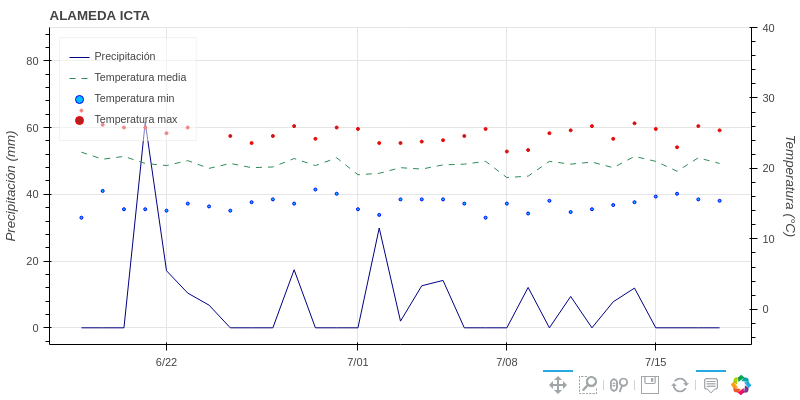 ALAMEDA ICTA
Precipitación
Temperatura media
Temperatura min
Temperatura max
Precipitación (mm)
80
60
40
20
0
Temperatura (°C)
40
30
20
10
0
6/22
7/01
7/08
7/15